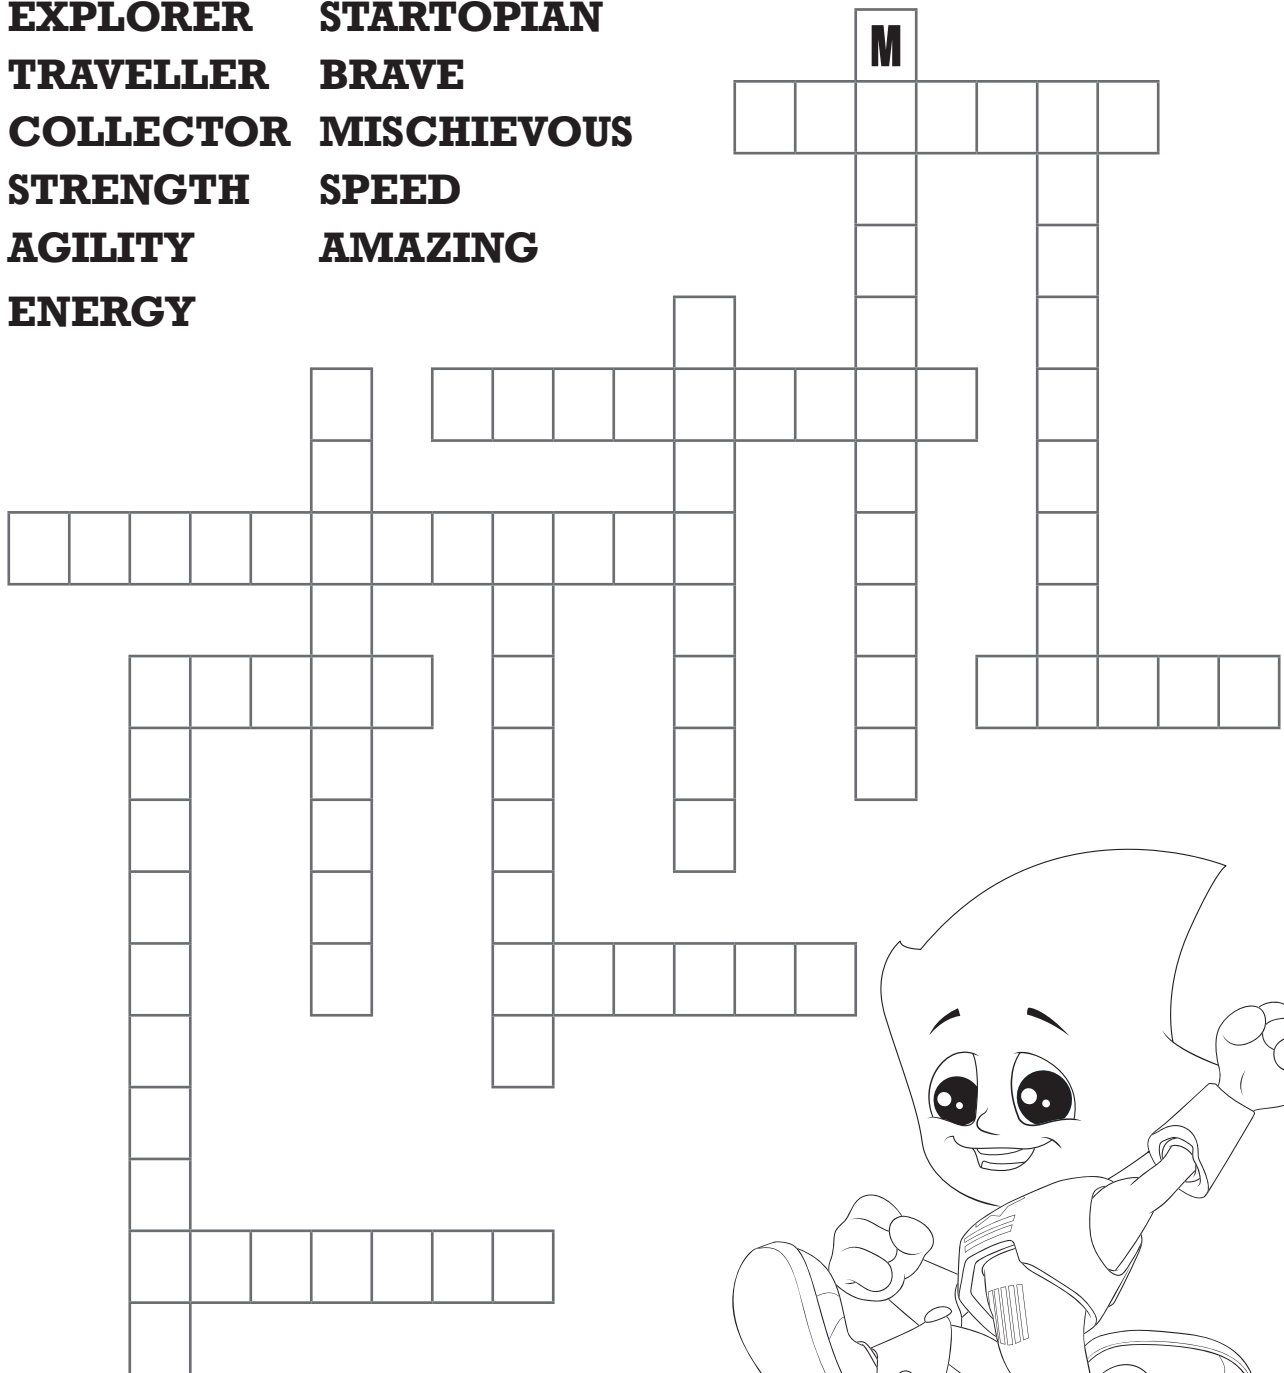 EXPLORER
TRAVELLER
COLLECTOR
STRENGTH
AGILITY
ENERGY
STARTOPIAN
BRAVE
MISCHIEVOUS
SPEED
AMAZING
M